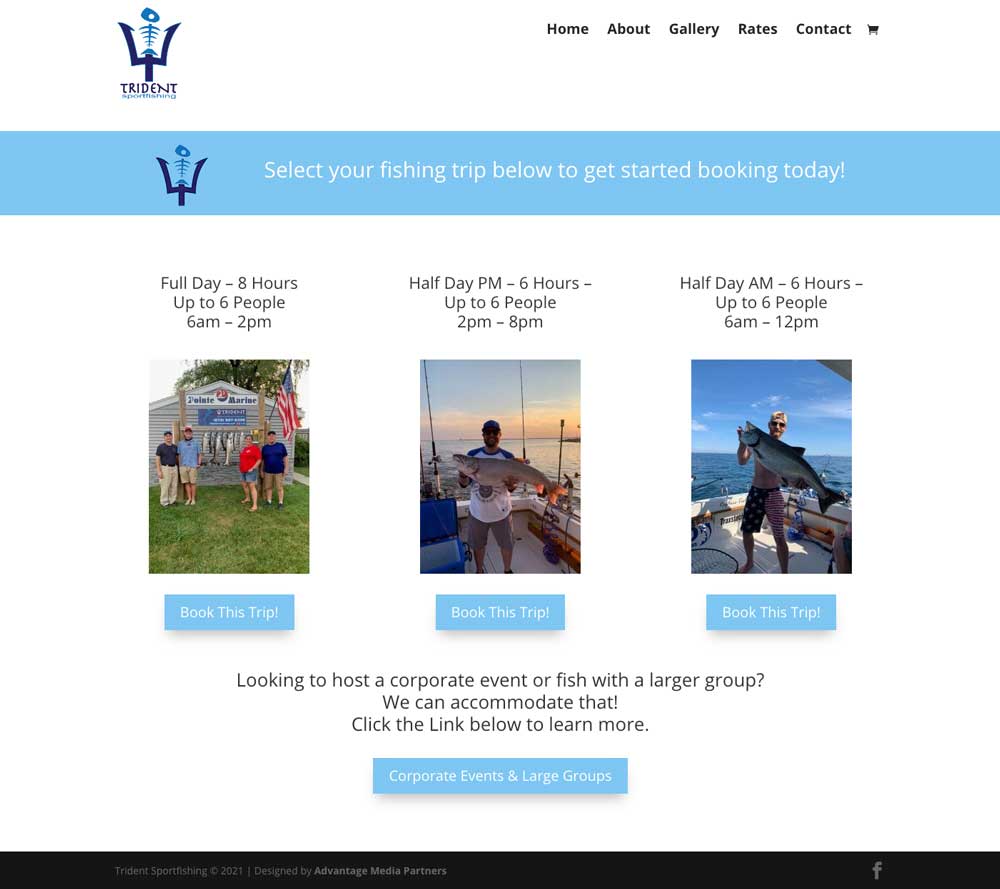 TRIDENT
sportfishing
Home About Gallery Rates Contact
Select your fishing trip below to get started booking today!
Full Day – 8 Hours
Up to 6 People
6am – 2pm
Half Day PM – 6 Hours –
Up to 6 People
2pm – 8pm
Half Day AM – 6 Hours –
Up to 6 People
6am – 12pm
Pointe Marine
TRIDENT
Book This Trip!
Book This Trip!
Book This Trip!
Looking to host a corporate event or fish with a larger group?
We can accommodate that!
Click the Link below to learn more.
Corporate Events & Large Groups
Trident Sportfishing © 2021 | Designed by Advantage Media Partners